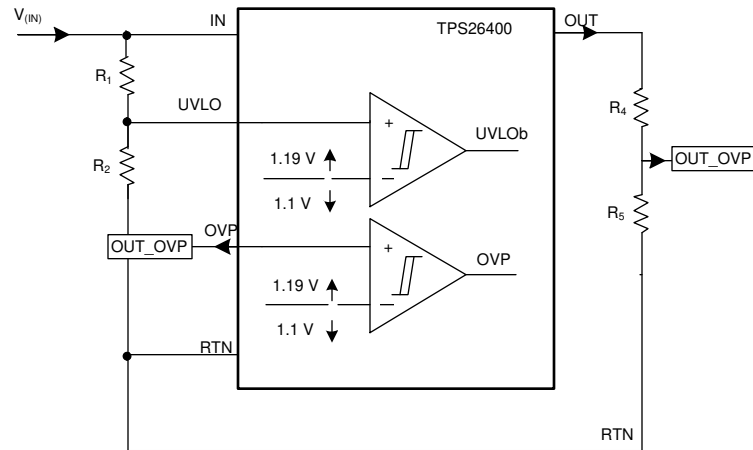 V(IN)
IN
TPS26400
OUT
R1
UVLO
R4
+
UVLOb
OUT_OVP
R2
1.19 V
−
1.1 V
R5
OVP
OUT_OVP
+
OVP
1.19 V
−
1.1 V
RTN
RTN